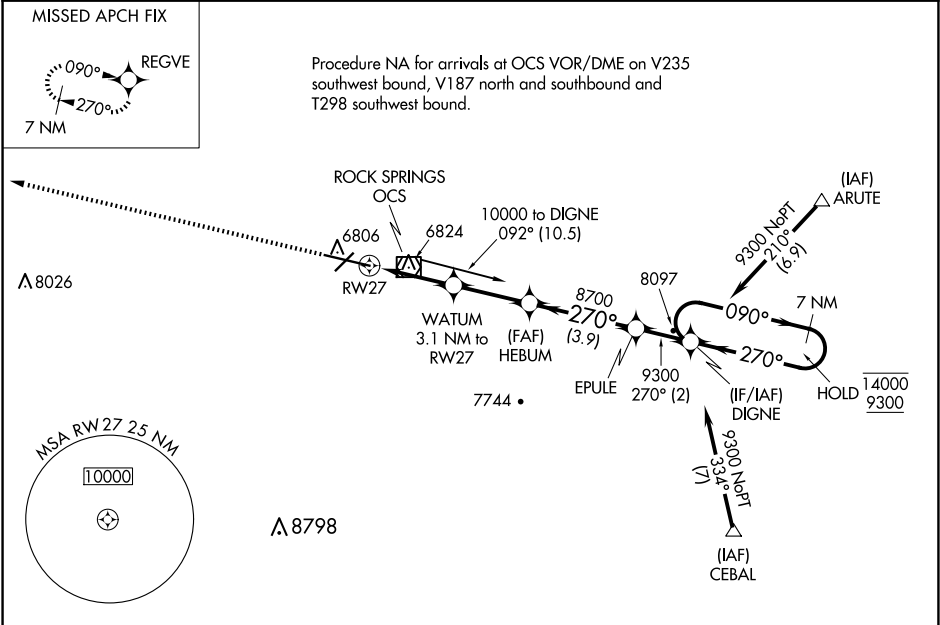 MISSED APCH FIX
REGVE
090°
270°
7 NM
Procedure NA for arrivals at OCS VOR/DME on V235
southwest bound, V187 north and southbound and
T298 southwest bound.
ROCK SPRINGS
OCS
10000 to DIGNE
092° (10.5)
(IAF)
ARUTE
9300 NoPT
210°
(6.9)
6806
6824
8026
RW27
8097
7 NM
WATUM
3.1 NM to
RW27
(FAF)
HEBUM
8700
270°
(3.9)
090°
270°
EPULE
9300
270° (2)
(IF/IAF)
DIGNE
HOLD
14000
9300
7744
MSA RW 27 25 NM
10000
8798
9300 NoPT
334°
(7)
(IAF)
CEBAL